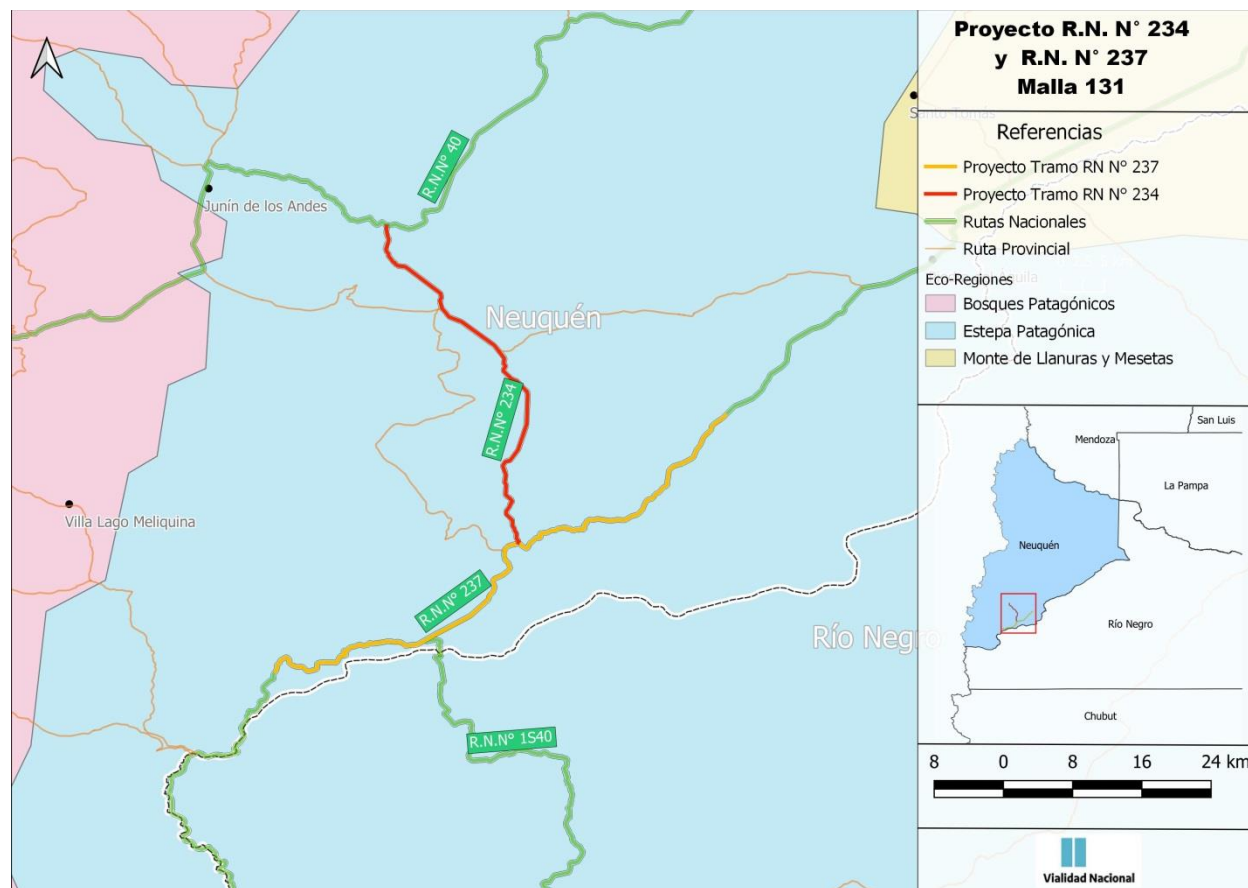 Proyecto R.N. N° 234
y R.N. N° 237
Malla 131
Referencias
Proyecto Tramo RN N° 237
Proyecto Tramo RN N° 234
Rutas Nacionales
Ruta Provincial
Eco-Regiones
Bosques Patagónicos
Estepa Patagónica
Monte de Llanuras y Mesetas
R.N.N° 40
Junín de los Andes
Santo Tomás
Neuquén
R.N.N° 234
Villa Lago Meliquina
R.N.N° 237
Río Negro
R.N.N° 1S40
San Luis
Mendoza
La Pampa
Neuquén
Río Negro
Chubut
8 0 8 16 24 km
Vialidad Nacional